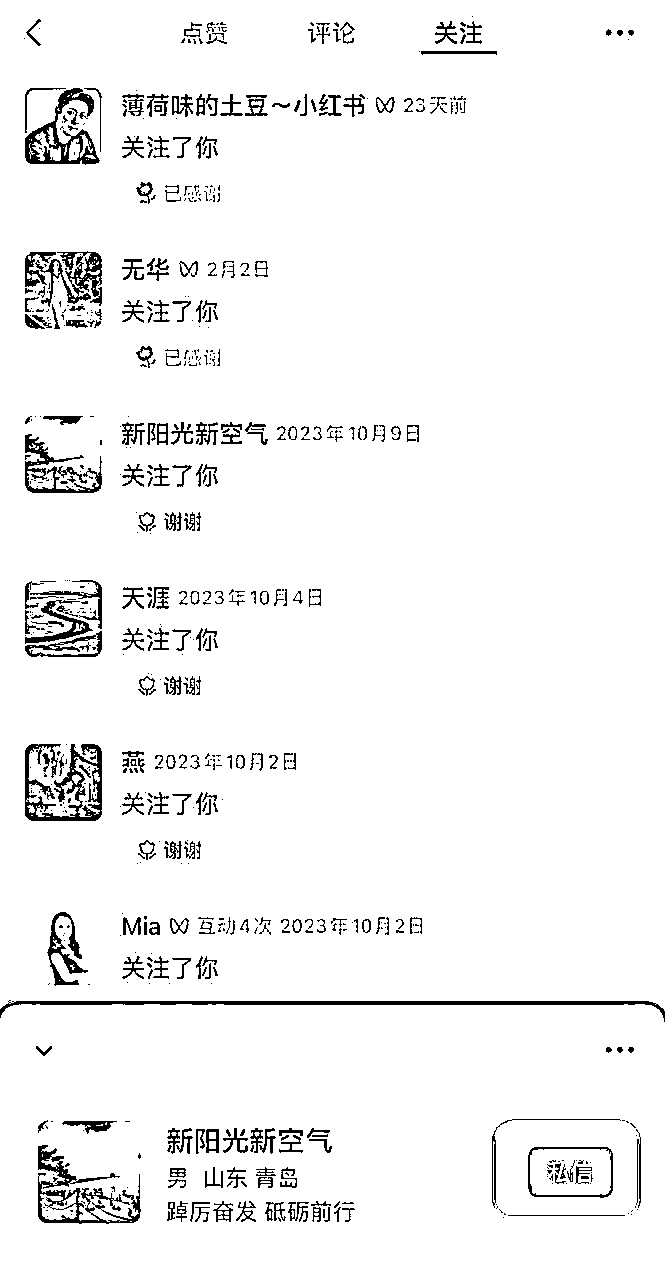 点赞 评论 关注
薄荷味的土豆～小红书 23天前
关注了你
已感谢
无华 2月2日
关注了你
已感谢
新阳光新空气 2023年10月9日
关注了你
谢谢
天涯 2023年10月4日
关注了你
谢谢
燕 2023年10月2日
关注了你
谢谢
Mia 互动4次 2023年10月2日
关注了你
新阳光新空气
男 山东 青岛
私信
踔厉奋发 砥砺前行